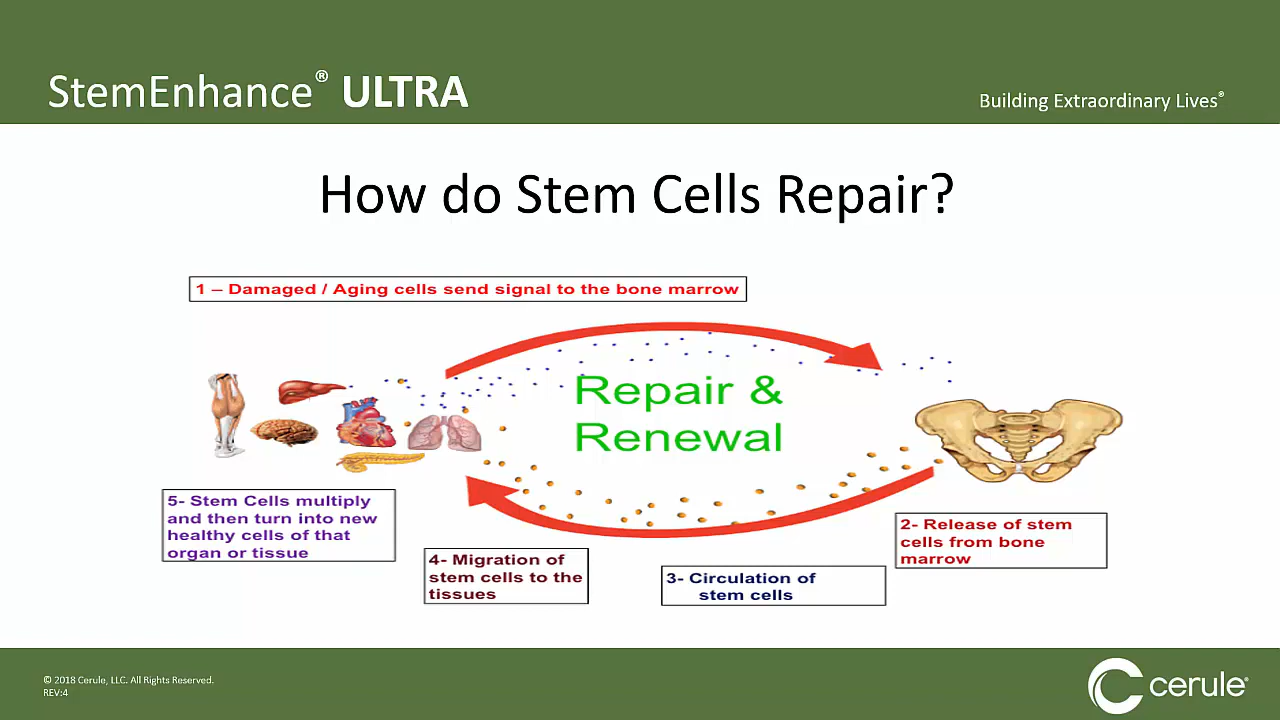 StemEnhance® ULTRA
Building Extraordinary Lives®
How do Stem Cells Repair?
1 – Damaged / Aging cells send signal to the bone marrow
Repair &
Renewal
5- Stem Cells multiply
and then turn into new
healthy cells of that
organ or tissue
4- Migration of
stem cells to the
tissues
3- Circulation of
stem cells
2- Release of stem
cells from bone
marrow
© 2018 Cerule, LLC. All Rights Reserved.
REV:4
cerule®